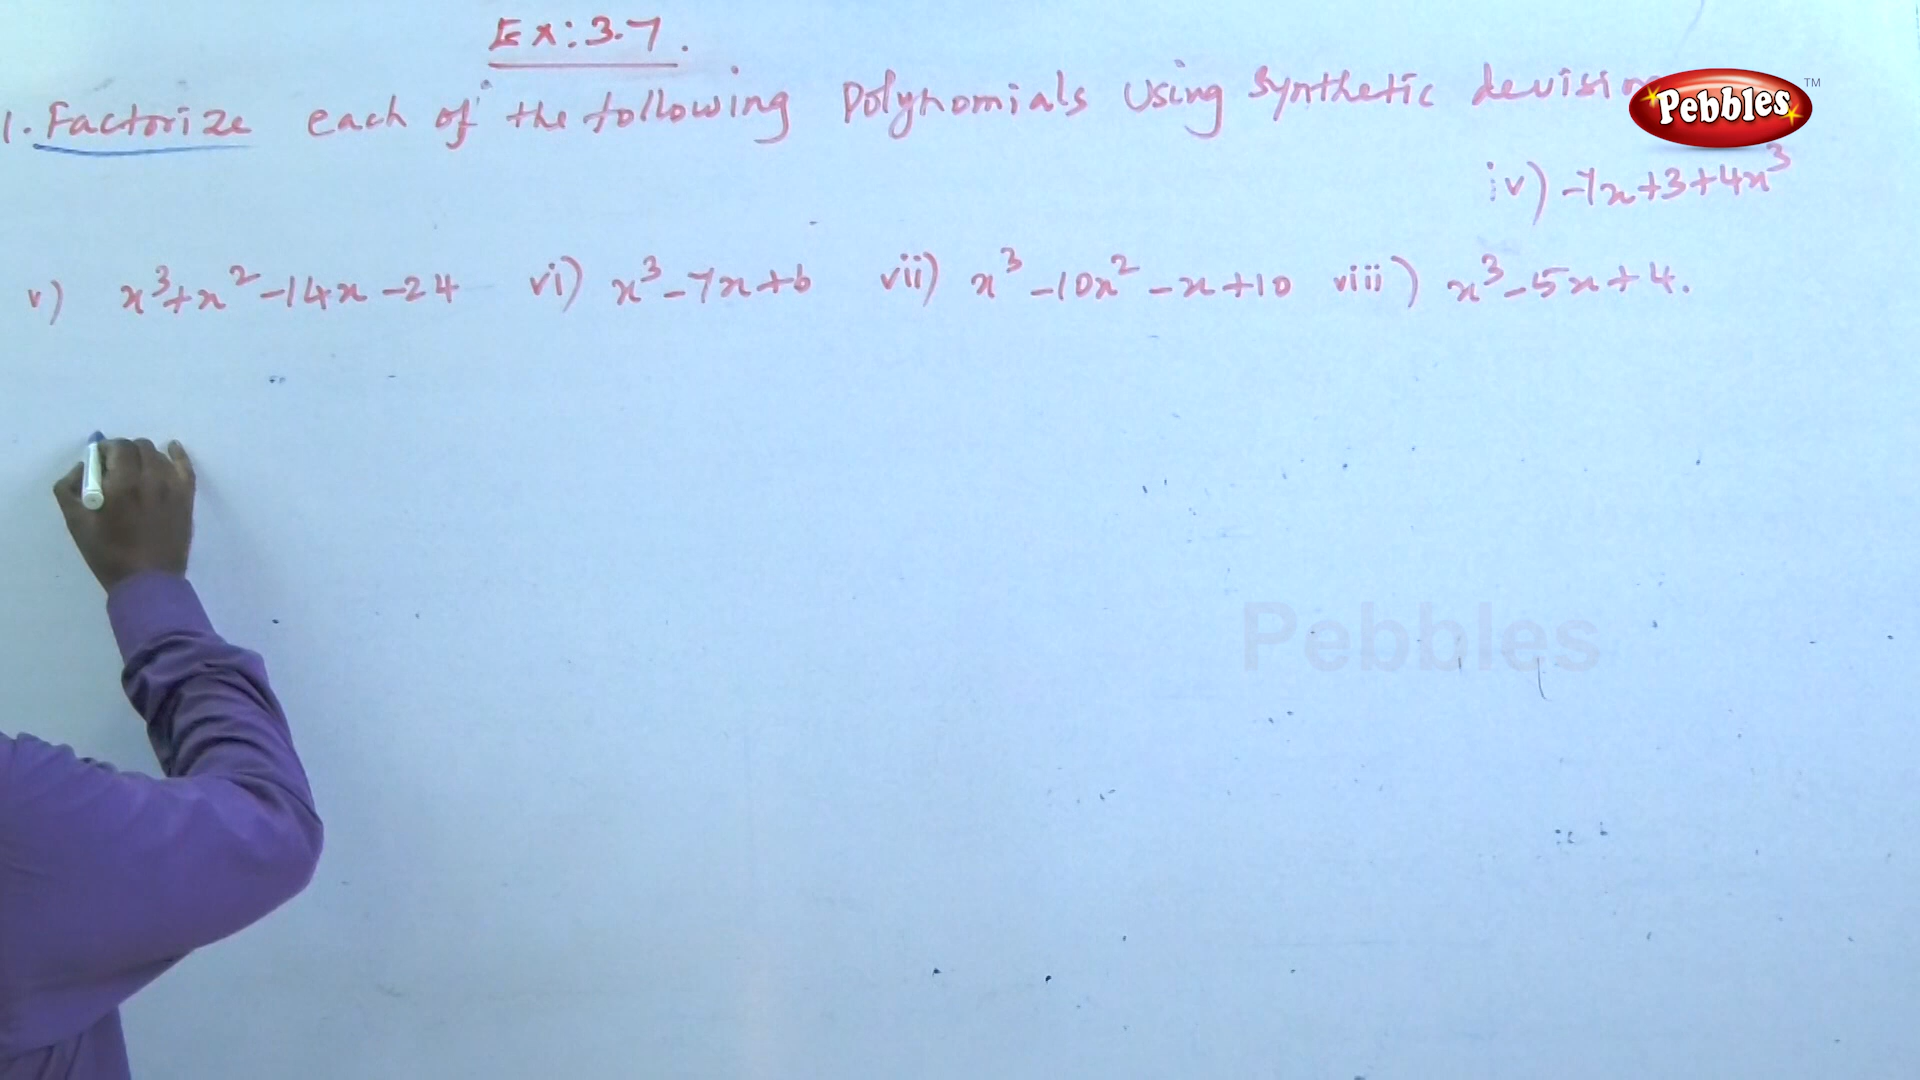 Ex: 3.7.
1. Factorize each of the following Polynomials using synthetic devision
Pebbles TM
iv) -7x+3+4x³
v) x³+x²-14x-24 vi) x³-7x+6 vii) x³-10x²-x+10 viii) x³-5x+4.
Pebbles